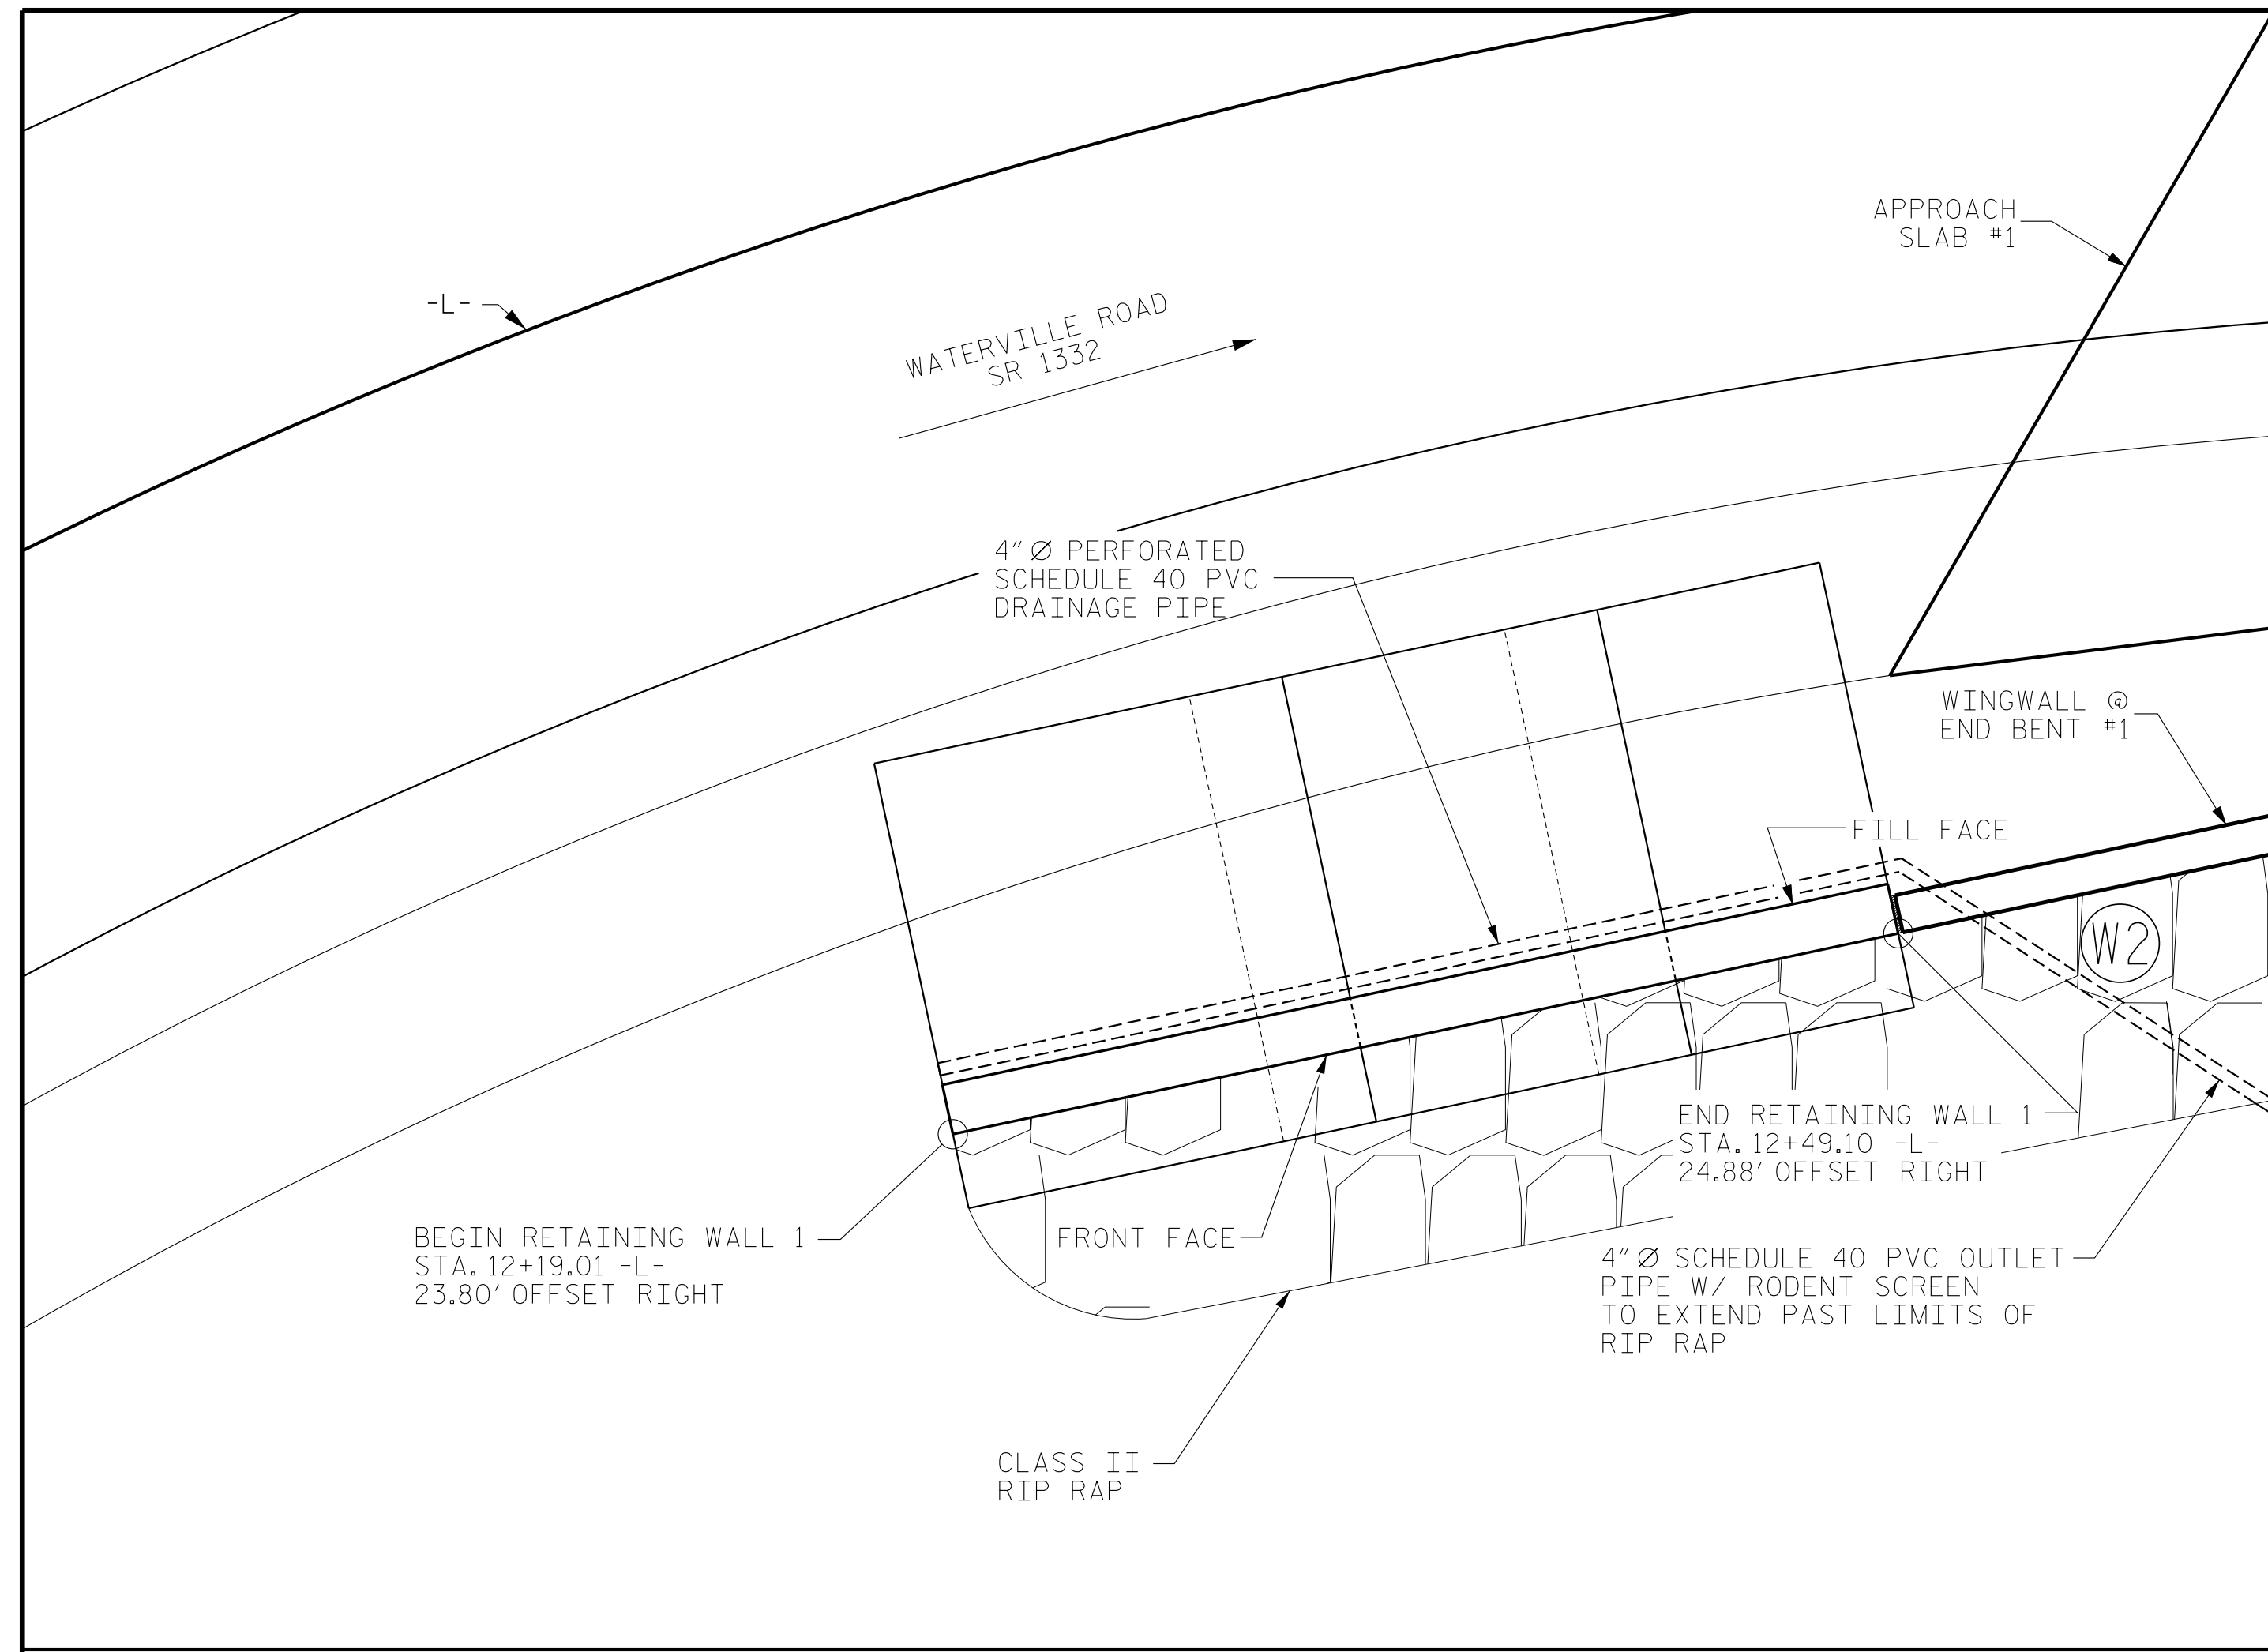 APPROACH
SLAB #1
-L-
WATERVILLE ROAD
SR 1332
4"Ø PERFORATED
SCHEDULE 40 PVC
DRAINAGE PIPE
WINGWALL @
END BENT #1
FILL FACE
W2
END RETAINING WALL 1
STA. 12+49.10 -L-
24.88' OFFSET RIGHT
BEGIN RETAINING WALL 1
STA. 12+19.01 -L-
23.80' OFFSET RIGHT
FRONT FACE
4"Ø SCHEDULE 40 PVC OUTLET
PIPE W/ RODENT SCREEN
TO EXTEND PAST LIMITS OF
RIP RAP
CLASS II
RIP RAP